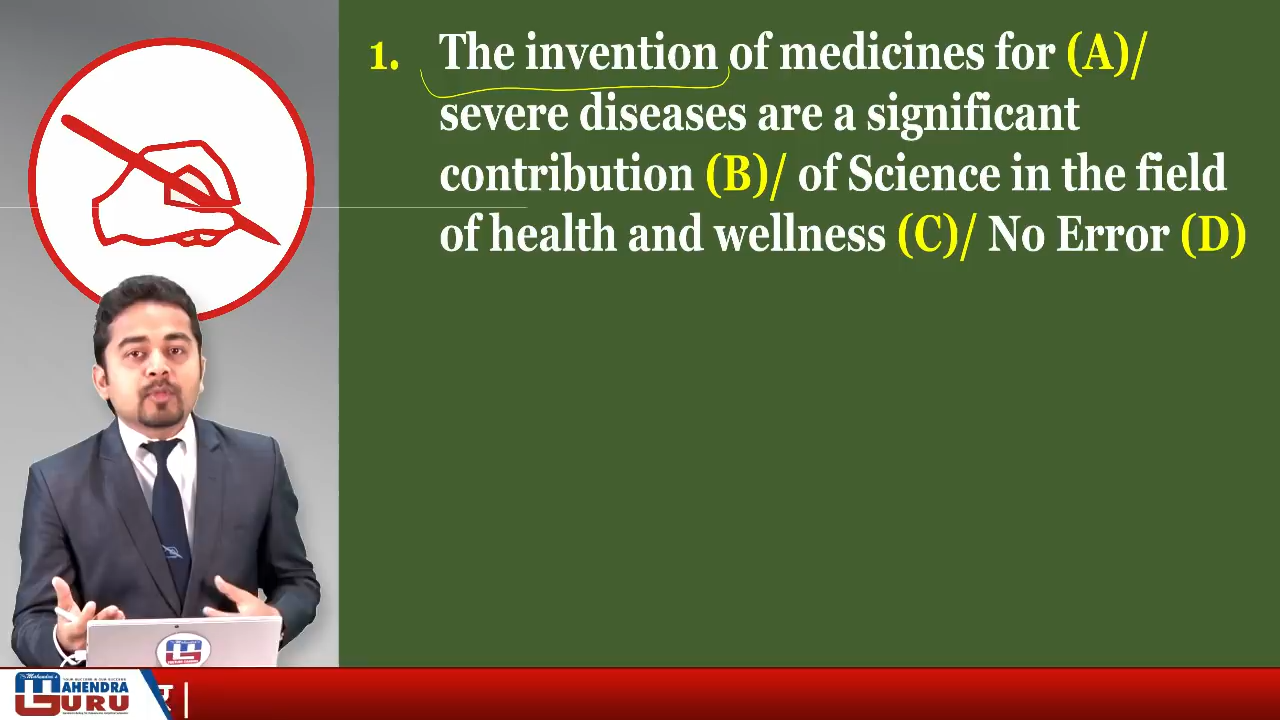 1. The invention of medicines for (A)/
severe diseases are a significant
contribution (B)/ of Science in the field
of health and wellness (C)/ No Error (D)
Mahendra's
MAHENDRA
GURU